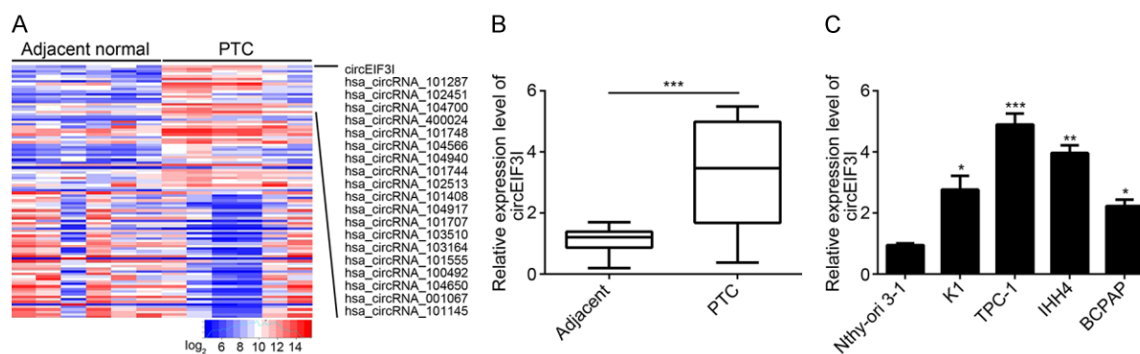 A
Adjacent normal
PTC
circEIF3I
hsa_circRNA_101287
hsa_circRNA_102451
hsa_circRNA_104700
hsa_circRNA_400024
hsa_circRNA_101748
hsa_circRNA_104566
hsa_circRNA_104940
hsa_circRNA_101744
hsa_circRNA_102513
hsa_circRNA_101408
hsa_circRNA_104917
hsa_circRNA_101707
hsa_circRNA_103510
hsa_circRNA_103164
hsa_circRNA_101555
hsa_circRNA_100492
hsa_circRNA_104650
hsa_circRNA_001067
hsa_circRNA_101145
log2 6 8 10 12 14
B
Relative expression level of
circEIF3I
6
4
2
0
***
Adjacent
PTC
C
Relative expression level of
circEIF3I
6
4
2
0
*
***
**
*
Nthy-ori 3-1
K1
TPC-1
IHH4
BCPAP